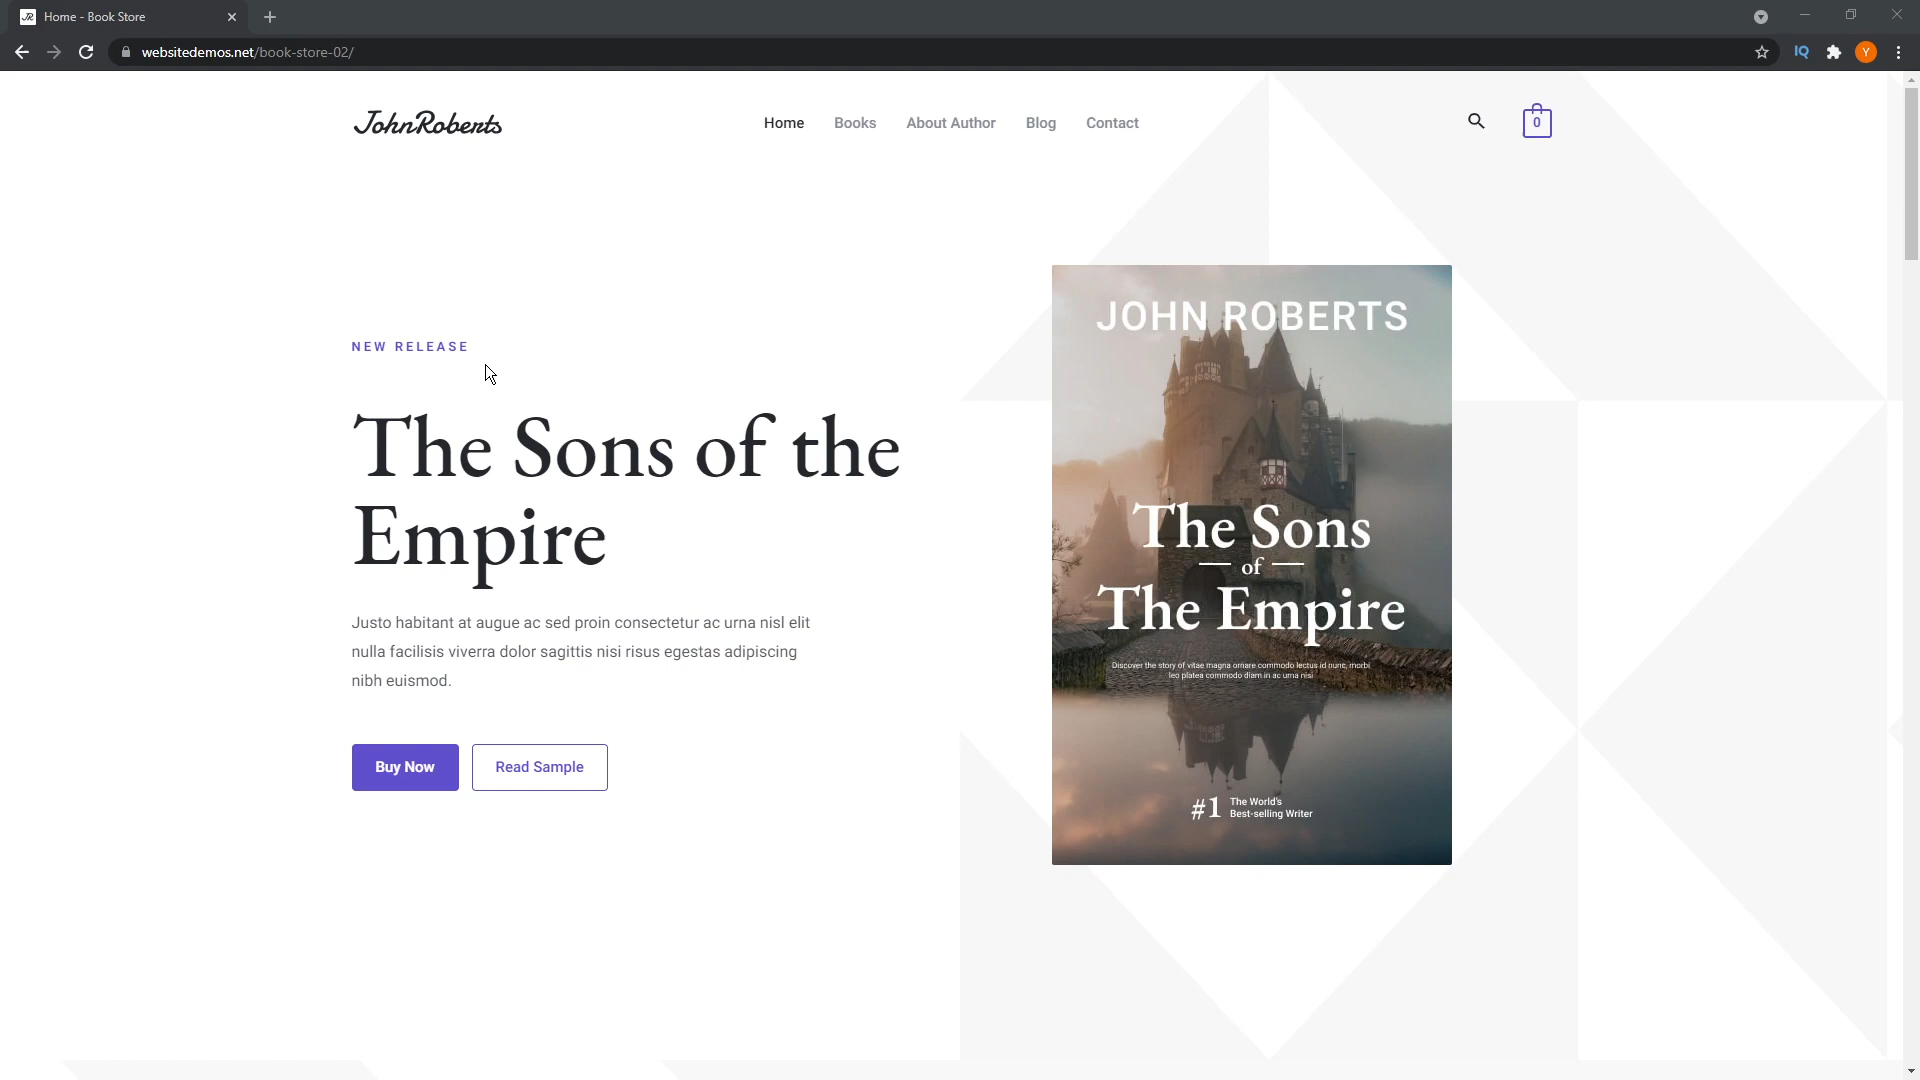 Home - Book Store
websitedemos.net/book-store-02/
IQ
Y
JohnRoberts
Home
Books
About Author
Blog
Contact
0
NEW RELEASE
The Sons of the
Empire
Justo habitant at augue ac sed proin consectetur ac urna nisl elit
nulla facilisis viverra dolor sagittis nisi risus egestas adipiscing
nibh euismod.
Buy Now
Read Sample
JOHN ROBERTS
The Sons
of
The Empire
Discover the story of vitae magna ornare commodo lectus id nunc, morbi
leo platea commodo diam in ac urna nisi
#1
The World's
Best-selling Writer